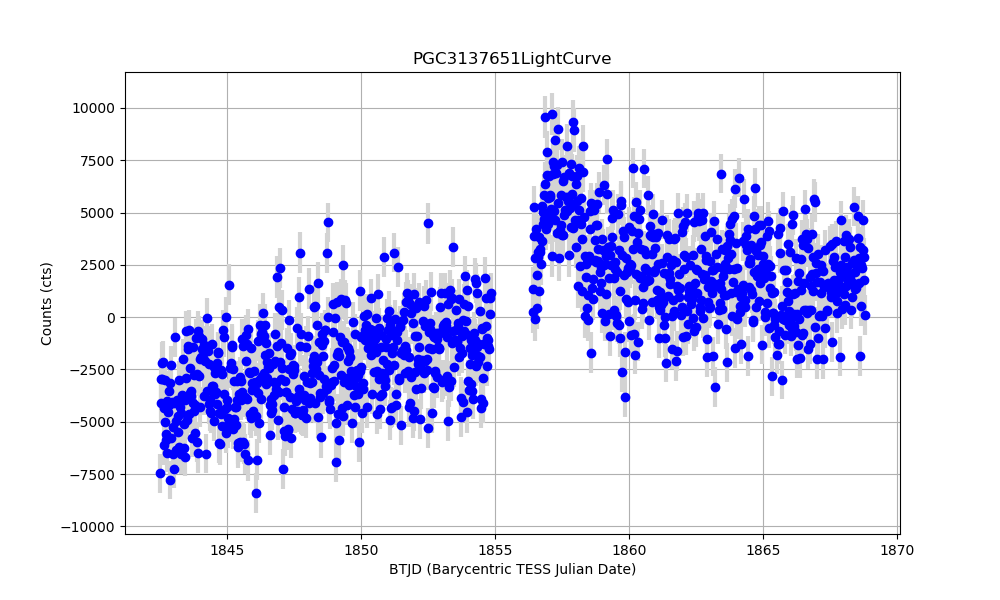 PGC3137651LightCurve
10000
7500
5000
2500
0
−2500
−5000
−7500
−10000
Counts (cts)
1845 1850 1855 1860 1865 1870
BTJD (Barycentric TESS Julian Date)